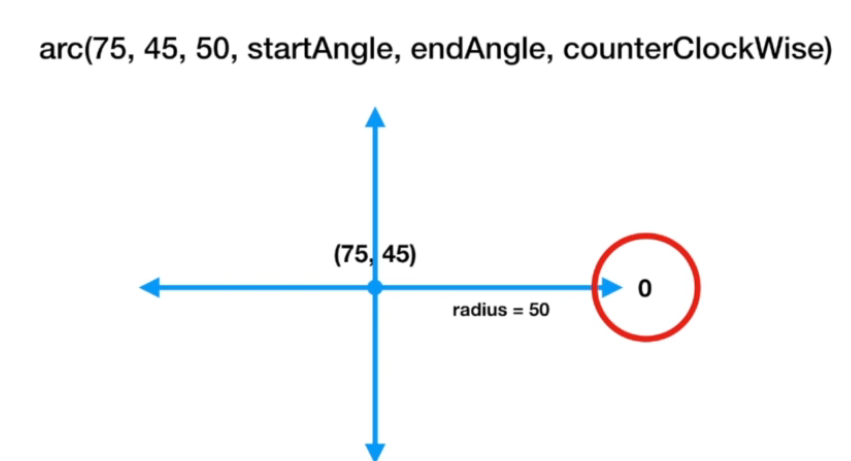 arc(75, 45, 50, startAngle, endAngle, counterClockWise)
(75, 45)
0
radius = 50